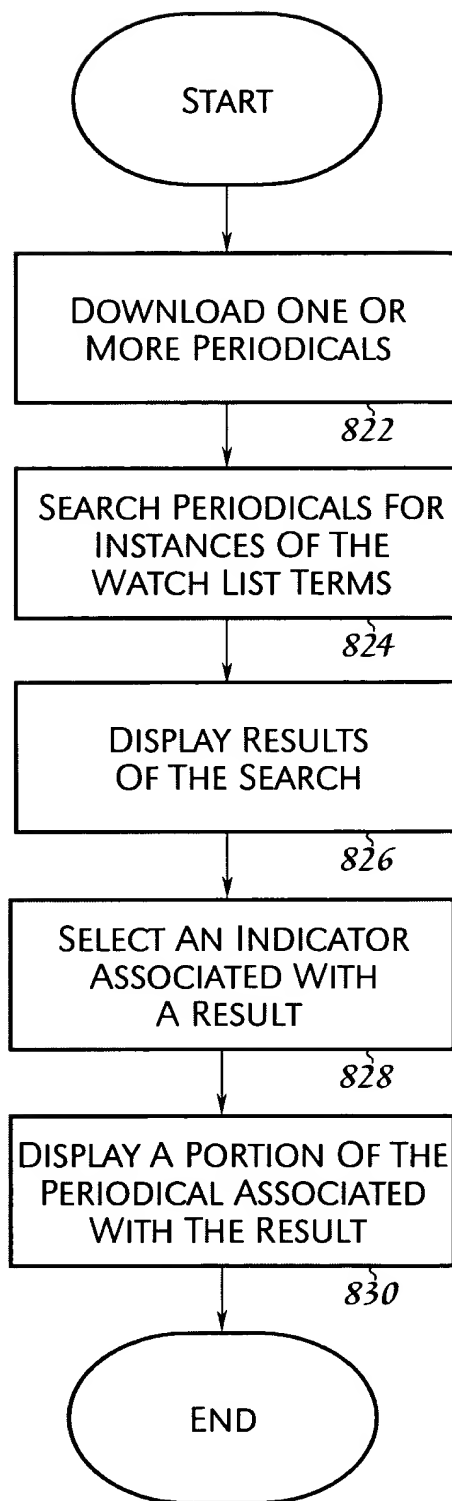 START
DOWNLOAD ONE OR
MORE PERIODICALS
822
SEARCH PERIODICALS FOR
INSTANCES OF THE
WATCH LIST TERMS
824
DISPLAY RESULTS
OF THE SEARCH
826
SELECT AN INDICATOR
ASSOCIATED WITH
A RESULT
828
DISPLAY A PORTION OF THE
PERIODICAL ASSOCIATED
WITH THE RESULT
830
END